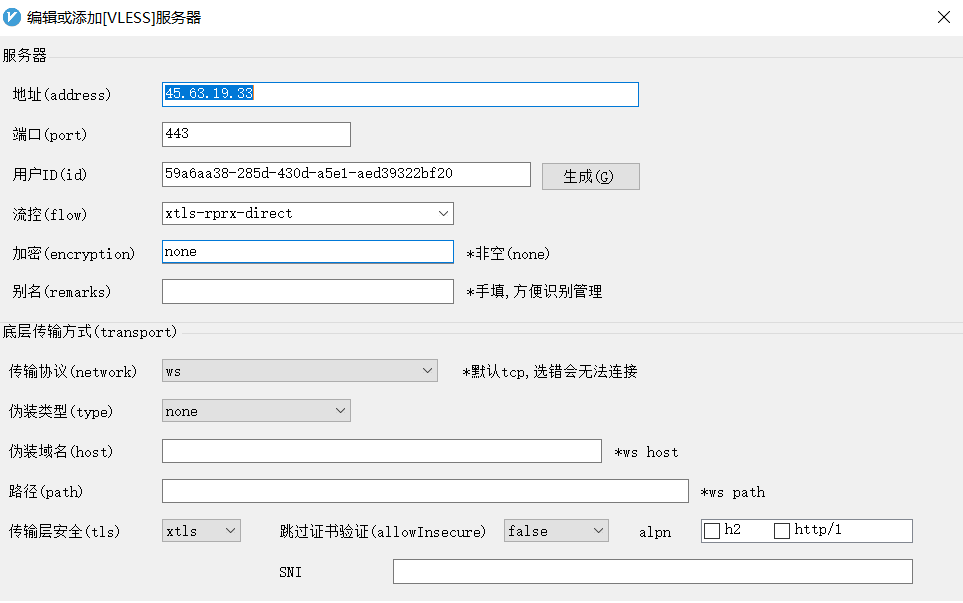 编辑或添加[VLESS]服务器
服务器
地址(address) 45.63.19.33
端口(port) 443
用户ID(id) 59a6aa38-285d-430d-a5e1-aed39322bf20 生成(G)
流控(flow) xtls-rprx-direct
加密(encryption) none *非空(none)
别名(remarks) *手填,方便识别管理
底层传输方式(transport)
传输协议(network) ws *默认tcp,选错会无法连接
伪装类型(type) none
伪装域名(host) *ws host
路径(path) *ws path
传输层安全(tls) xtls 跳过证书验证(allowInsecure) false alpn h2 http/1
SNI